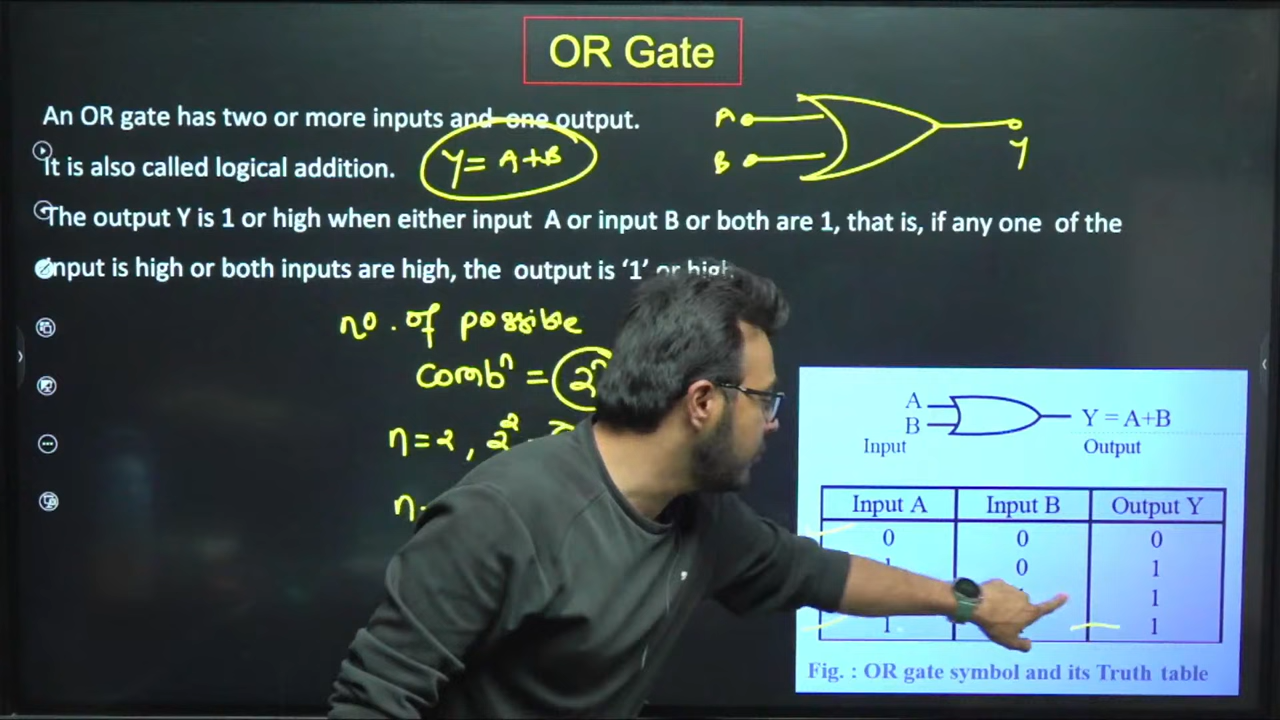 OR Gate
An OR gate has two or more inputs and one output.
It is also called logical addition.
Y = A+B
A
B
Y
The output Y is 1 or high when either input A or input B or both are 1, that is, if any one of the
input is high or both inputs are high, the output is ‘1’ or high
no. of possible
combⁿ = 2ⁿ
n=2, 2²
A
B
Y = A+B
Input
Output
Input A Input B Output Y
0 0 0
0 1
1
1 1
Fig. : OR gate symbol and its Truth table